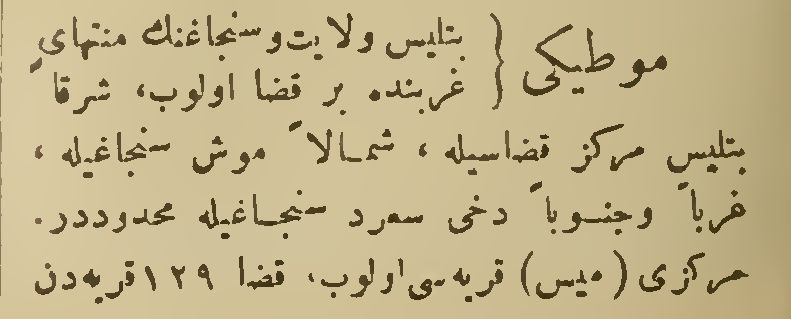 موطیکی { بتلیس ولایت وسنجاغنك منتهای
غربنده بر قضا اولوب، شرقاً
بتلیس مرکز قضاسیله، شمالاً موش سنجاغیله،
غرباً وجنوباً دخی سعرد سنجاغیله محدوددر.
مرکزی (میس) قریه‌سی اولوب، قضا ١٢٩ قریه‌دن